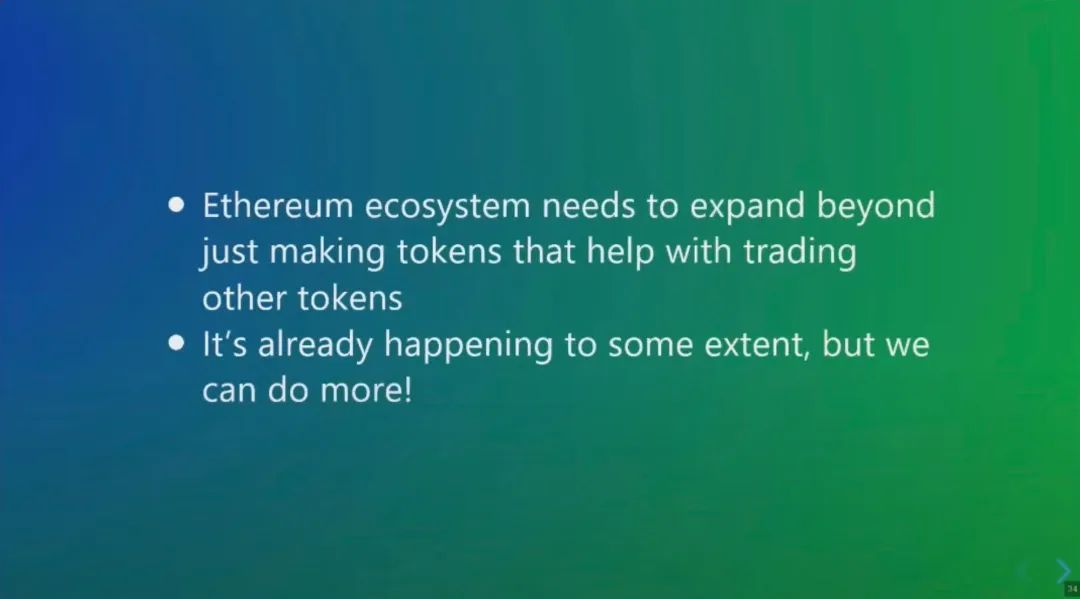 • Ethereum ecosystem needs to expand beyond
just making tokens that help with trading
other tokens
• It's already happening to some extent, but we
can do more!
34